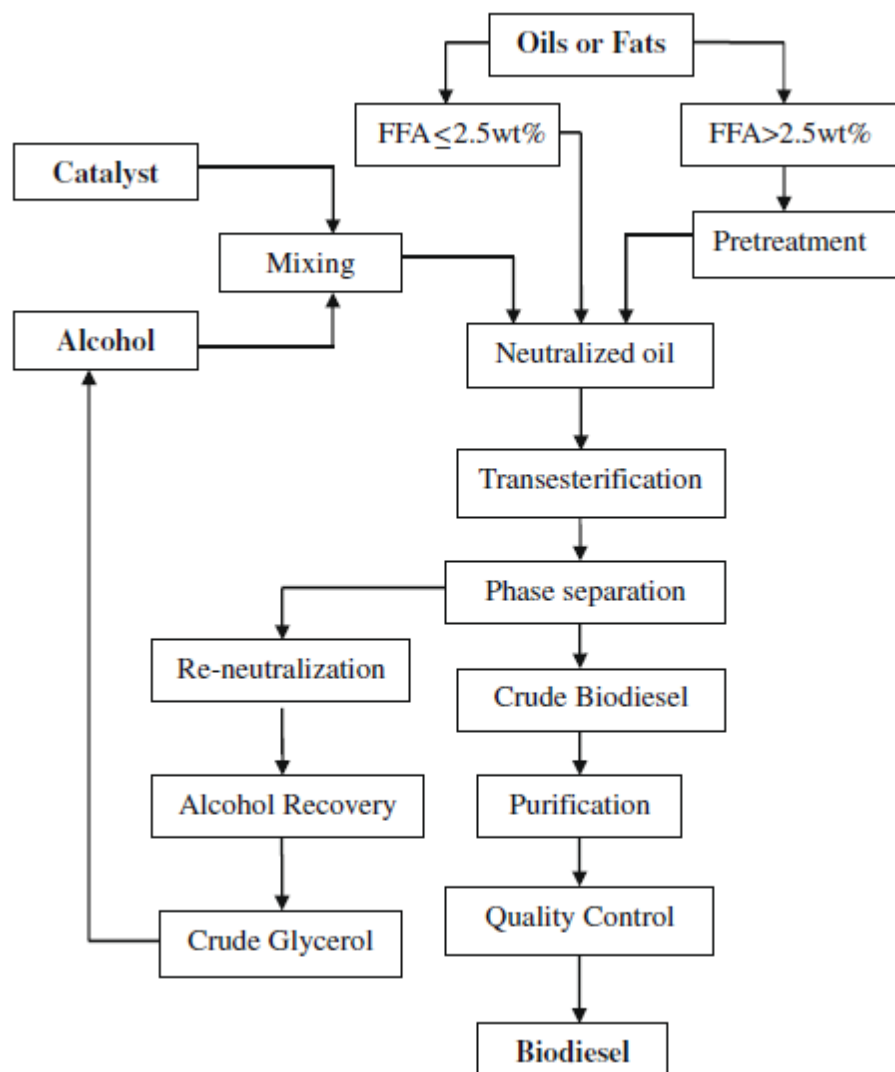 Oils or Fats
FFA≤2.5wt%
FFA>2.5wt%
Catalyst
Pretreatment
Mixing
Alcohol
Neutralized oil
Transesterification
Phase separation
Re-neutralization
Crude Biodiesel
Alcohol Recovery
Purification
Quality Control
Crude Glycerol
Biodiesel